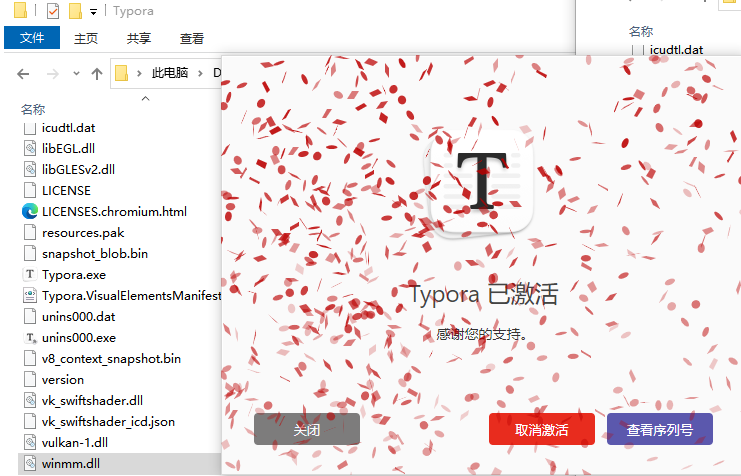 Typora
文件 主页 共享 查看
此电脑 D
名称
icudtl.dat
libEGL.dll
libGLESv2.dll
LICENSE
LICENSES.chromium.html
resources.pak
snapshot_blob.bin
Typora.exe
Typora.VisualElementsManifest
unins000.dat
unins000.exe
v8_context_snapshot.bin
version
vk_swiftshader.dll
vk_swiftshader_icd.json
vulkan-1.dll
winmm.dll
名称
icudtl.dat
T
Typora 已激活
感谢您的支持。
关闭 取消激活 查看序列号